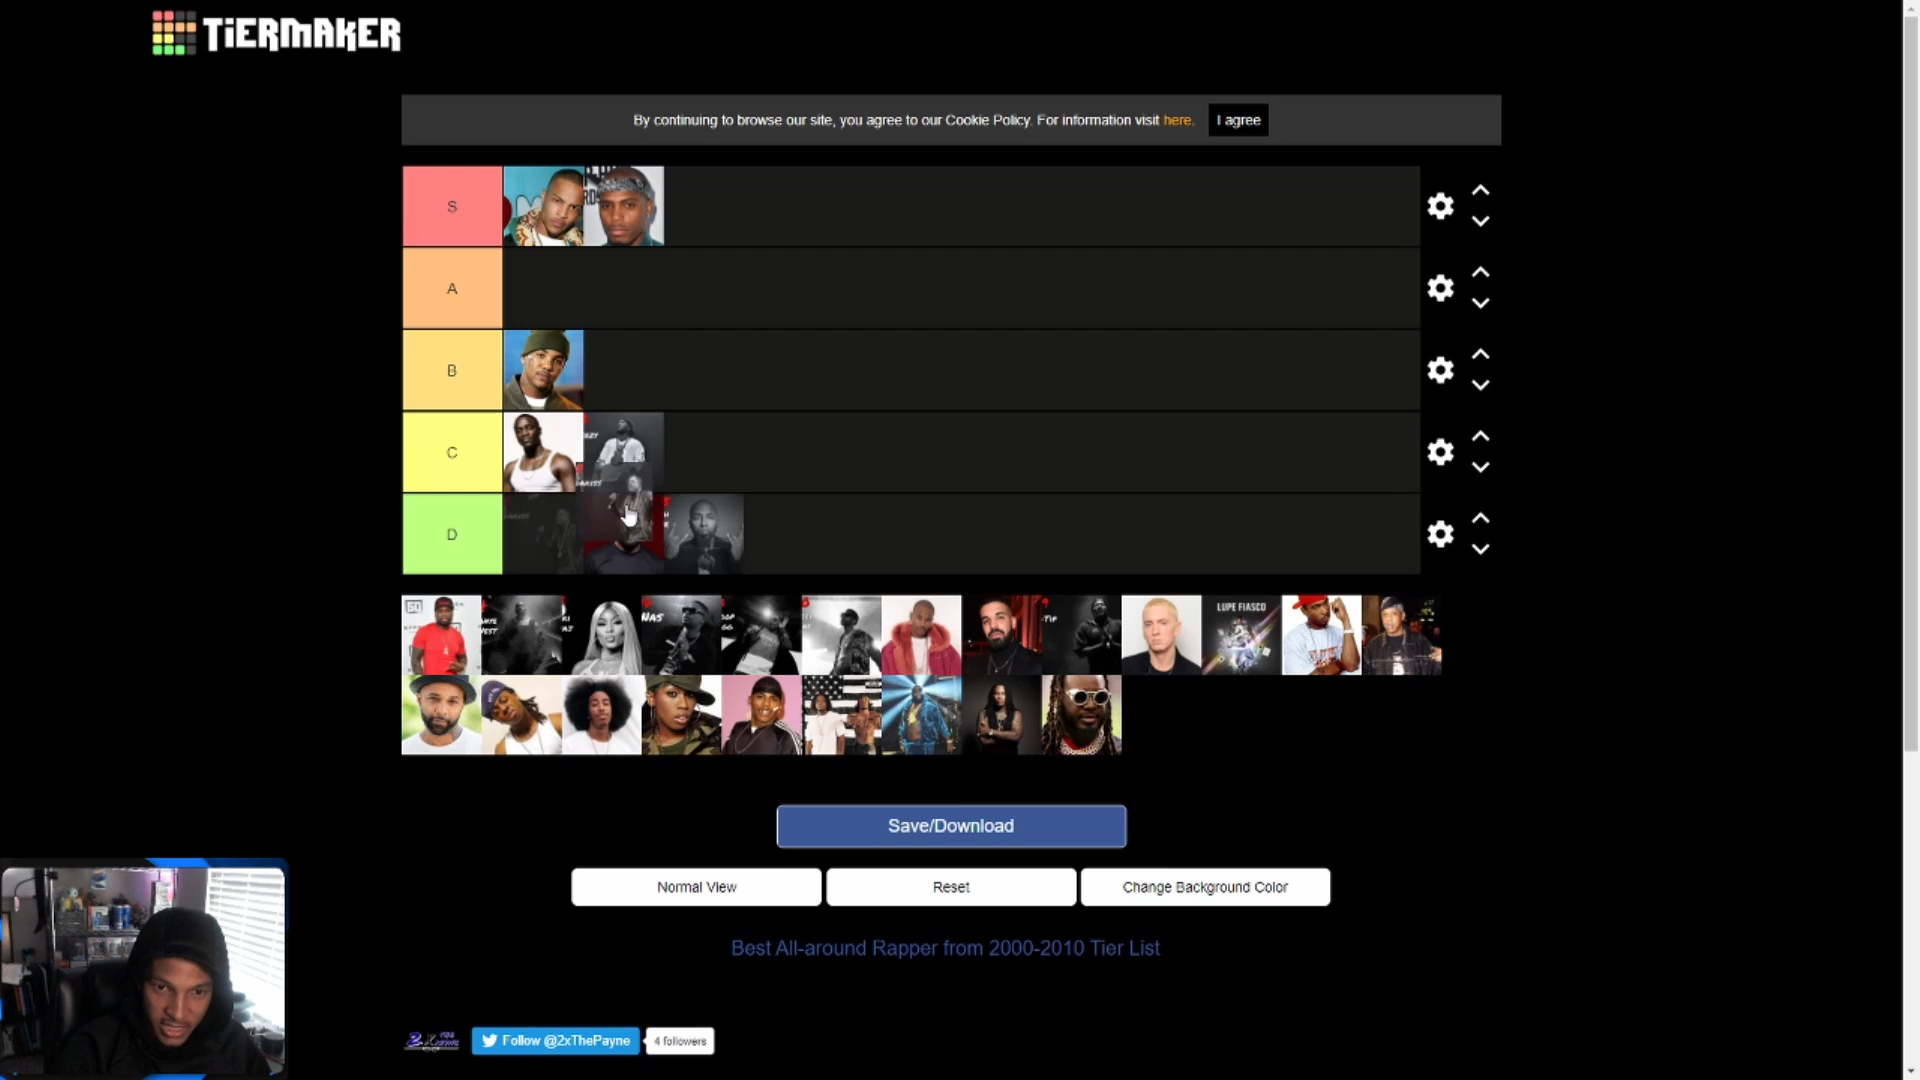 TiERMAKER
By continuing to browse our site, you agree to our Cookie Policy. For information visit here. I agree
S
A
B
C
D
NAS
LUPE FIASCO
Save/Download
Normal View
Reset
Change Background Color
Best All-around Rapper from 2000-2010 Tier List
Follow @2xThePayne
4 followers